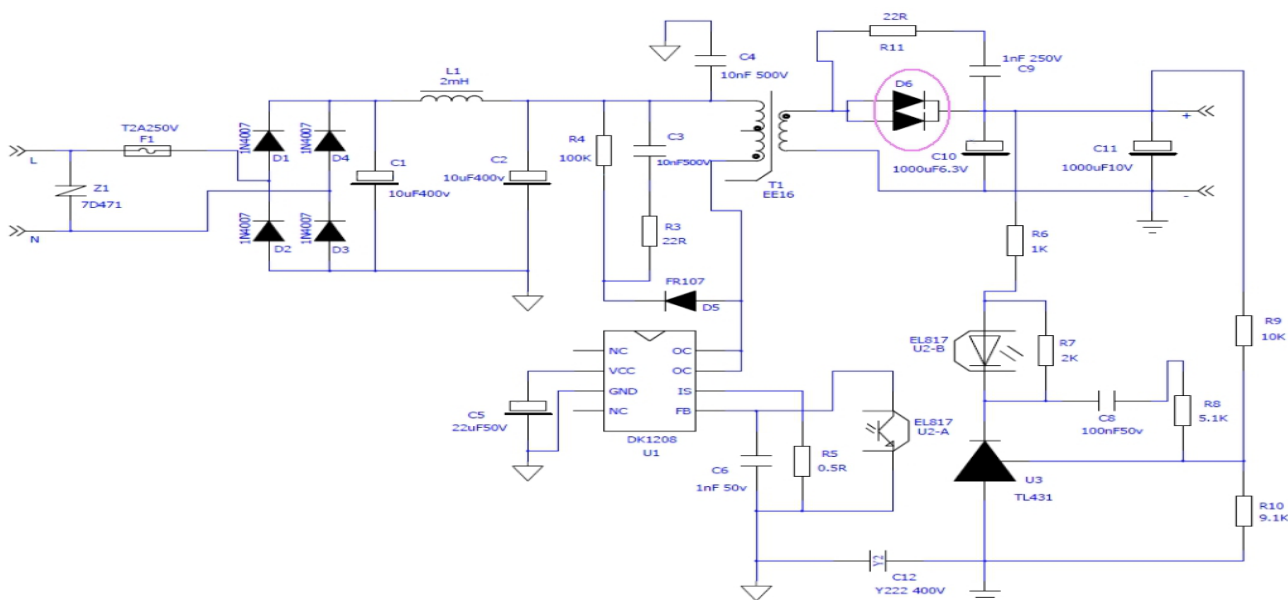 22R
R11
C4
10nF 500V
1nF 250V
C9
L1
2mH
D6
T2A250V
F1
1N4007
1N4007
L
D1
D4
R4
100K
C3
10nF500V
+
C1
10uF400v
C2
10uF400v
C10
1000uF6.3V
C11
1000uF10V
Z1
7D471
T1
EE16
-
N
1N4007
1N4007
D2
D3
R3
22R
R6
1K
FR107
D5
NC
VCC
GND
NC
OC
OC
IS
FB
DK1208
U1
C5
22uF50V
EL817
U2-B
R7
2K
R9
10K
C8
100nF50v
R8
5.1K
EL817
U2-A
R5
0.5R
C6
1nF 50v
U3
TL431
R10
9.1K
Y2
C12
Y222 400V